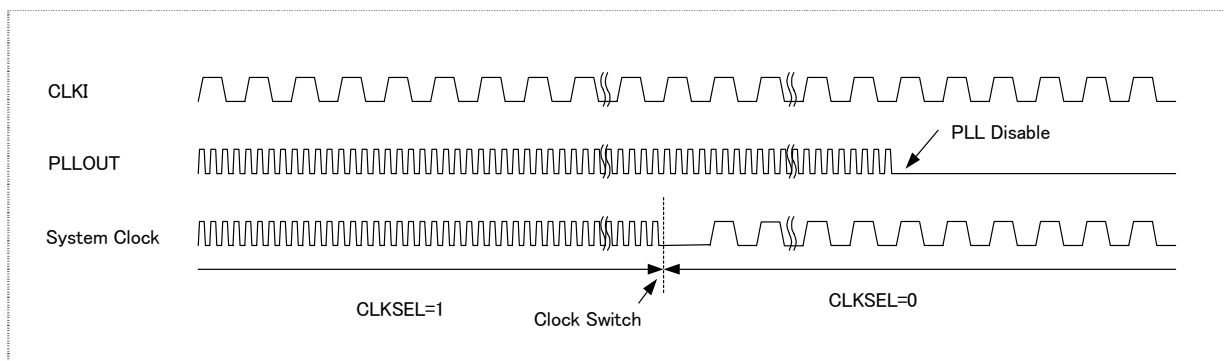 CLKI
PLLOUT
PLL Disable
System Clock
CLKSEL=1
Clock Switch
CLKSEL=0